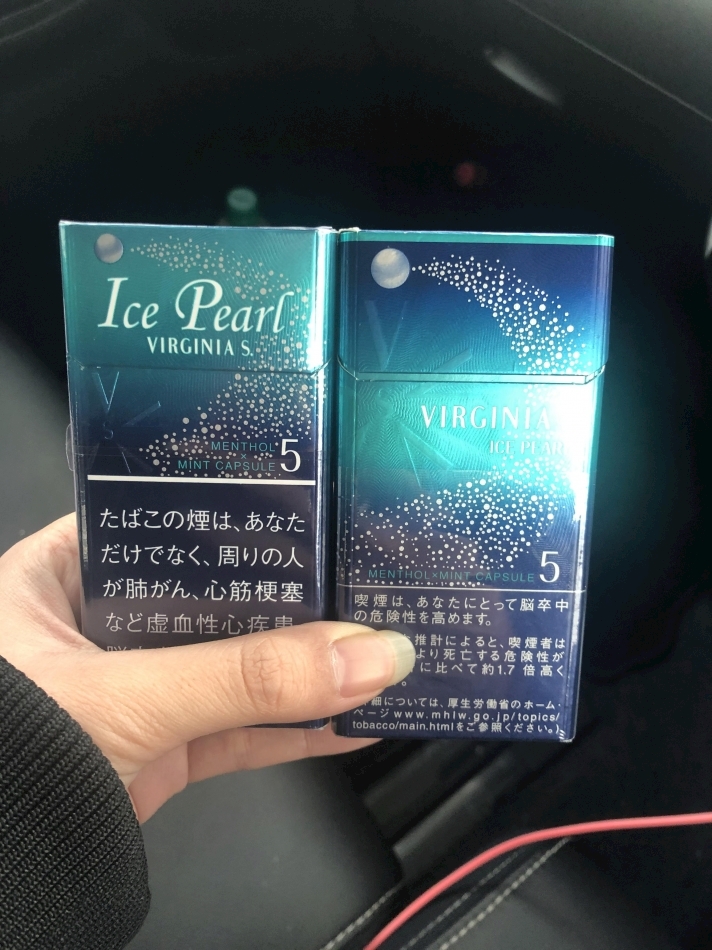 Ice Pearl
VIRGINIA S.
V
S
K
MENTHOL
×
MINT CAPSULE 5
たばこの煙は、あなた
だけでなく、周りの人
が肺がん、心筋梗塞
など虚血性心疾患、
VIRGINIA
ICE PEARL
MENTHOL×MINT CAPSULE 5
喫煙は、あなたにとって脳卒中
の危険性を高めます。
推計によると、喫煙者は
より死亡する危険性が
に比べて約1.7 倍高く
細については、厚生労働省のホーム・
ページ www.mhlw.go.jp/topics/
tobacco/main.htmlをご参照ください。)